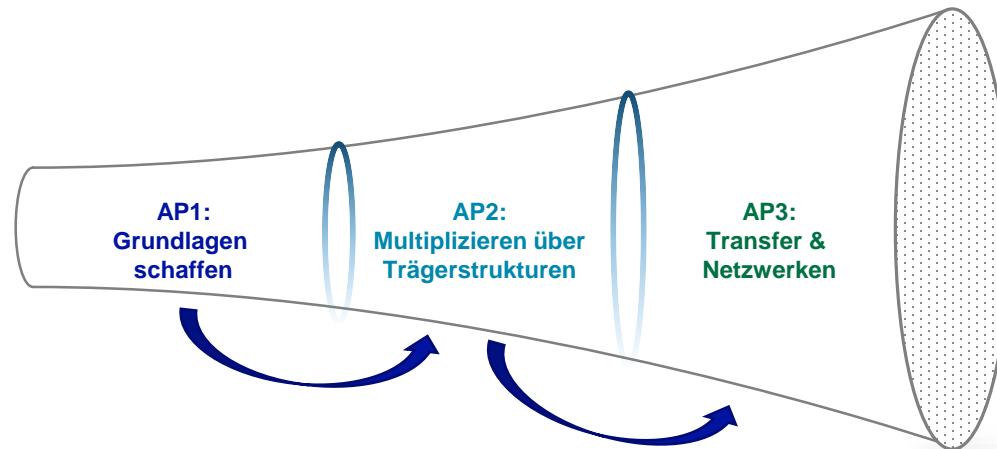 AP1:
Grundlagen
schaffen
AP2:
Multiplizieren über
Trägerstrukturen
AP3:
Transfer &
Netzwerken